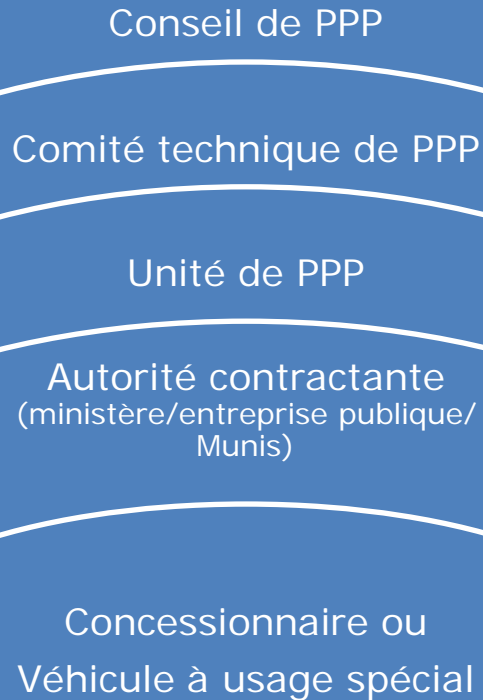 Conseil de PPP
Comité technique de PPP
Unité de PPP
Autorité contractante
(ministère/entreprise publique/
Munis)
Concessionnaire ou
Véhicule à usage spécial